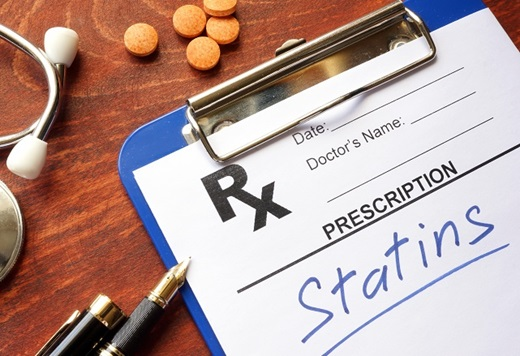 Date:
Doctor's Name:
Rx
PRESCRIPTION
Statins